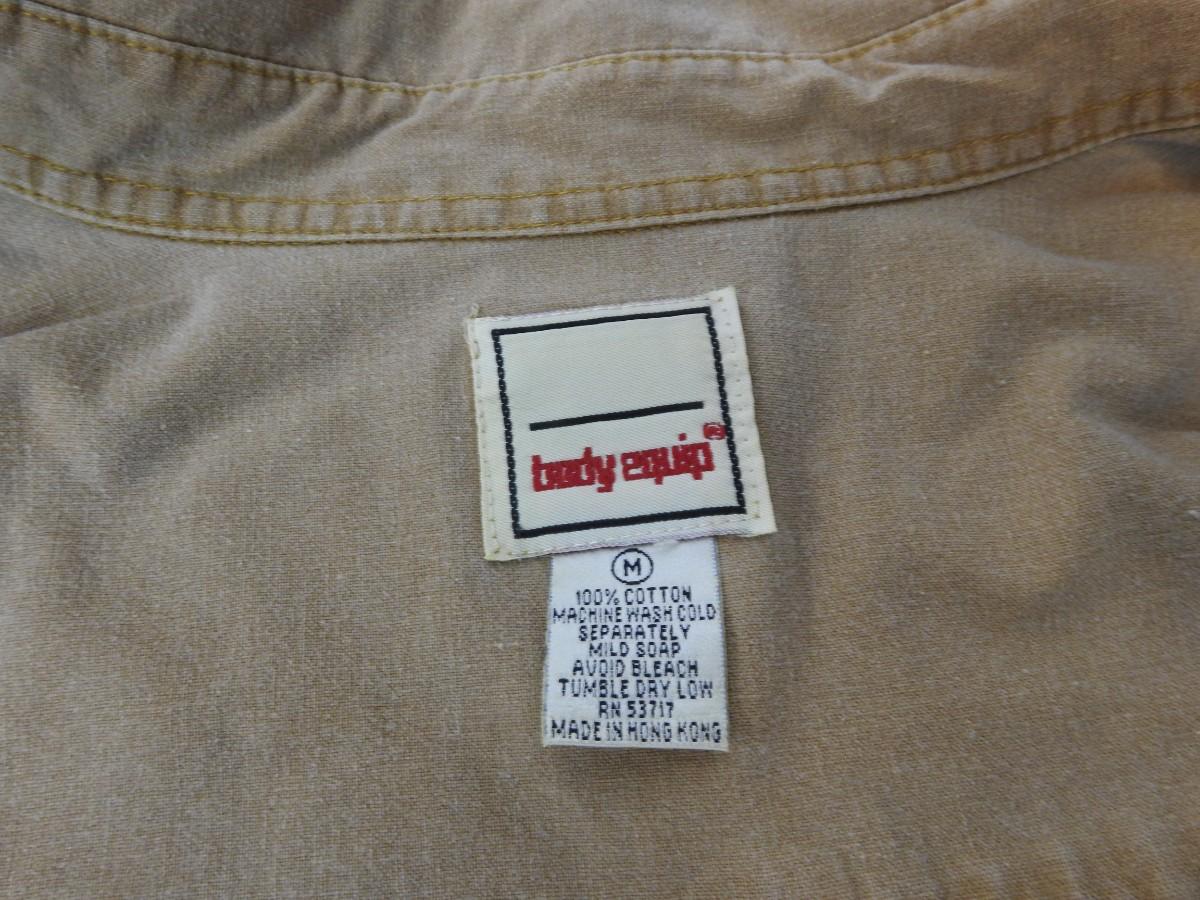 body equip®
M
100% COTTON
MACHINE WASH COLD
SEPARATELY
MILD SOAP
AVOID BLEACH
TUMBLE DRY LOW
RN 53717
MADE IN HONG KONG